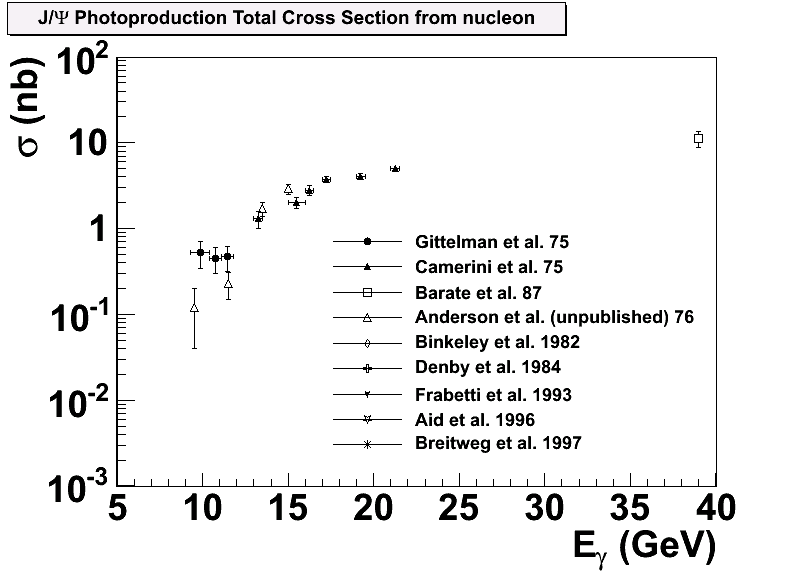 J/Ψ Photoproduction Total Cross Section from nucleon
σ (nb)
10²
10
1
10⁻¹
10⁻²
10⁻³
Gittelman et al. 75
Camerini et al. 75
Barate et al. 87
Anderson et al. (unpublished) 76
Binkeley et al. 1982
Denby et al. 1984
Frabetti et al. 1993
Aid et al. 1996
Breitweg et al. 1997
5 10 15 20 25 30 35 40
E_γ (GeV)